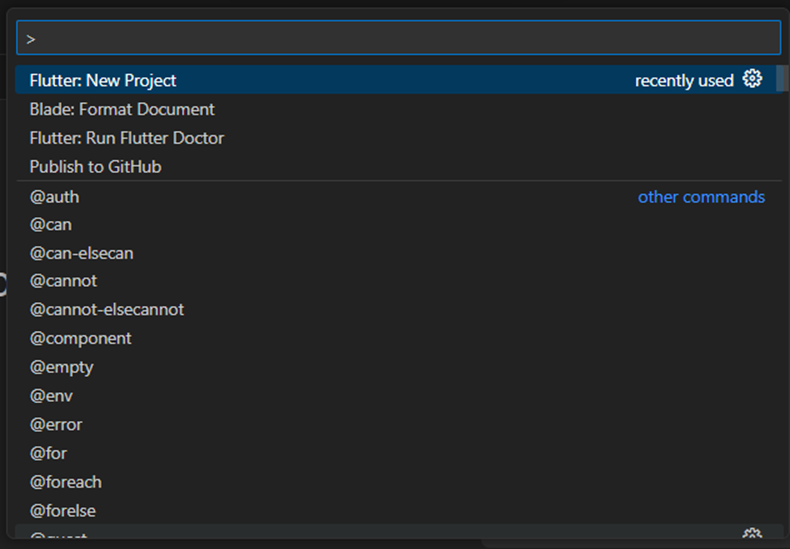 >
Flutter: New Project recently used
Blade: Format Document
Flutter: Run Flutter Doctor
Publish to GitHub
@auth other commands
@can
@can-elsecan
@cannot
@cannot-elsecannot
@component
@empty
@env
@error
@for
@foreach
@forelse